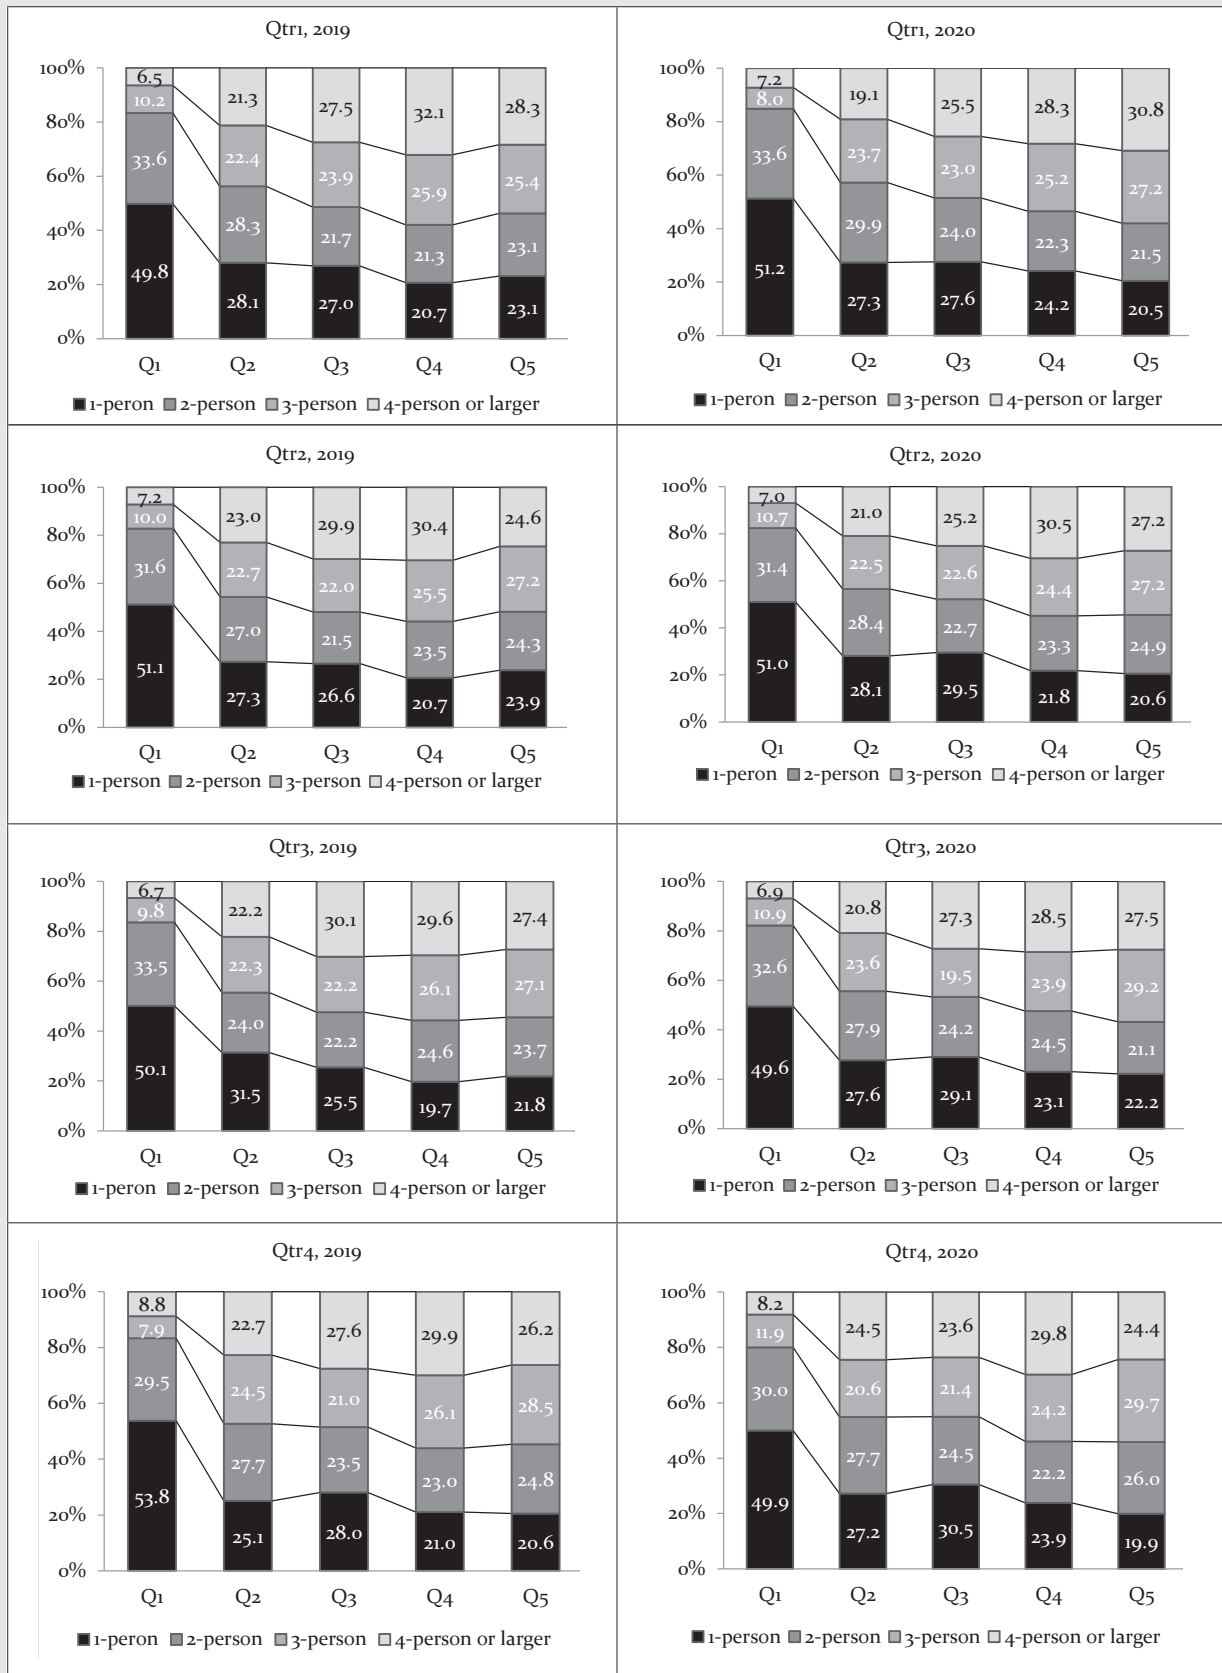 Qtr1, 2019
100%
80%
60%
40%
20%
0%
6.5 21.3 27.5 32.1 28.3
10.2 22.4 23.9 25.9 25.4
33.6 28.3 21.7 21.3 23.1
49.8 28.1 27.0 20.7 23.1
Q1 Q2 Q3 Q4 Q5
1-peron 2-person 3-person 4-person or larger
Qtr1, 2020
100%
80%
60%
40%
20%
0%
7.2 19.1 25.5 28.3 30.8
8.0 23.7 23.0 25.2 27.2
33.6 29.9 24.0 22.3 21.5
51.2 27.3 27.6 24.2 20.5
Q1 Q2 Q3 Q4 Q5
1-peron 2-person 3-person 4-person or larger
Qtr2, 2019
100%
80%
60%
40%
20%
0%
7.2 23.0 29.9 30.4 24.6
10.0 22.7 22.0 25.5 27.2
31.6 27.0 21.5 23.5 24.3
51.1 27.3 26.6 20.7 23.9
Q1 Q2 Q3 Q4 Q5
1-person 2-person 3-person 4-person or larger
Qtr2, 2020
100%
80%
60%
40%
20%
0%
7.0 21.0 25.2 30.5 27.2
10.7 22.5 22.6 24.4 27.2
31.4 28.4 22.7 23.3 24.9
51.0 28.1 29.5 21.8 20.6
Q1 Q2 Q3 Q4 Q5
1-peron 2-person 3-person 4-person or larger
Qtr3, 2019
100%
80%
60%
40%
20%
0%
6.7 22.2 30.1 29.6 27.4
9.8 22.3 22.2 26.1 27.1
33.5 24.0 22.2 24.6 23.7
50.1 31.5 25.5 19.7 21.8
Q1 Q2 Q3 Q4 Q5
1-peron 2-person 3-person 4-person or larger
Qtr3, 2020
100%
80%
60%
40%
20%
0%
6.9 20.8 27.3 28.5 27.5
10.9 23.6 19.5 23.9 29.2
32.6 27.9 24.2 24.5 21.1
49.6 27.6 29.1 23.1 22.2
Q1 Q2 Q3 Q4 Q5
1-peron 2-person 3-person 4-person or larger
Qtr4, 2019
100%
80%
60%
40%
20%
0%
8.8 22.7 27.6 29.9 26.2
7.9 24.5 21.0 26.1 28.5
29.5 27.7 23.5 23.0 24.8
53.8 25.1 28.0 21.0 20.6
Q1 Q2 Q3 Q4 Q5
1-peron 2-person 3-person 4-person or larger
Qtr4, 2020
100%
80%
60%
40%
20%
0%
8.2 24.5 23.6 29.8 24.4
11.9 20.6 21.4 24.2 29.7
30.0 27.7 24.5 22.2 26.0
49.9 27.2 30.5 23.9 19.9
Q1 Q2 Q3 Q4 Q5
1-person 2-person 3-person 4-person or larger